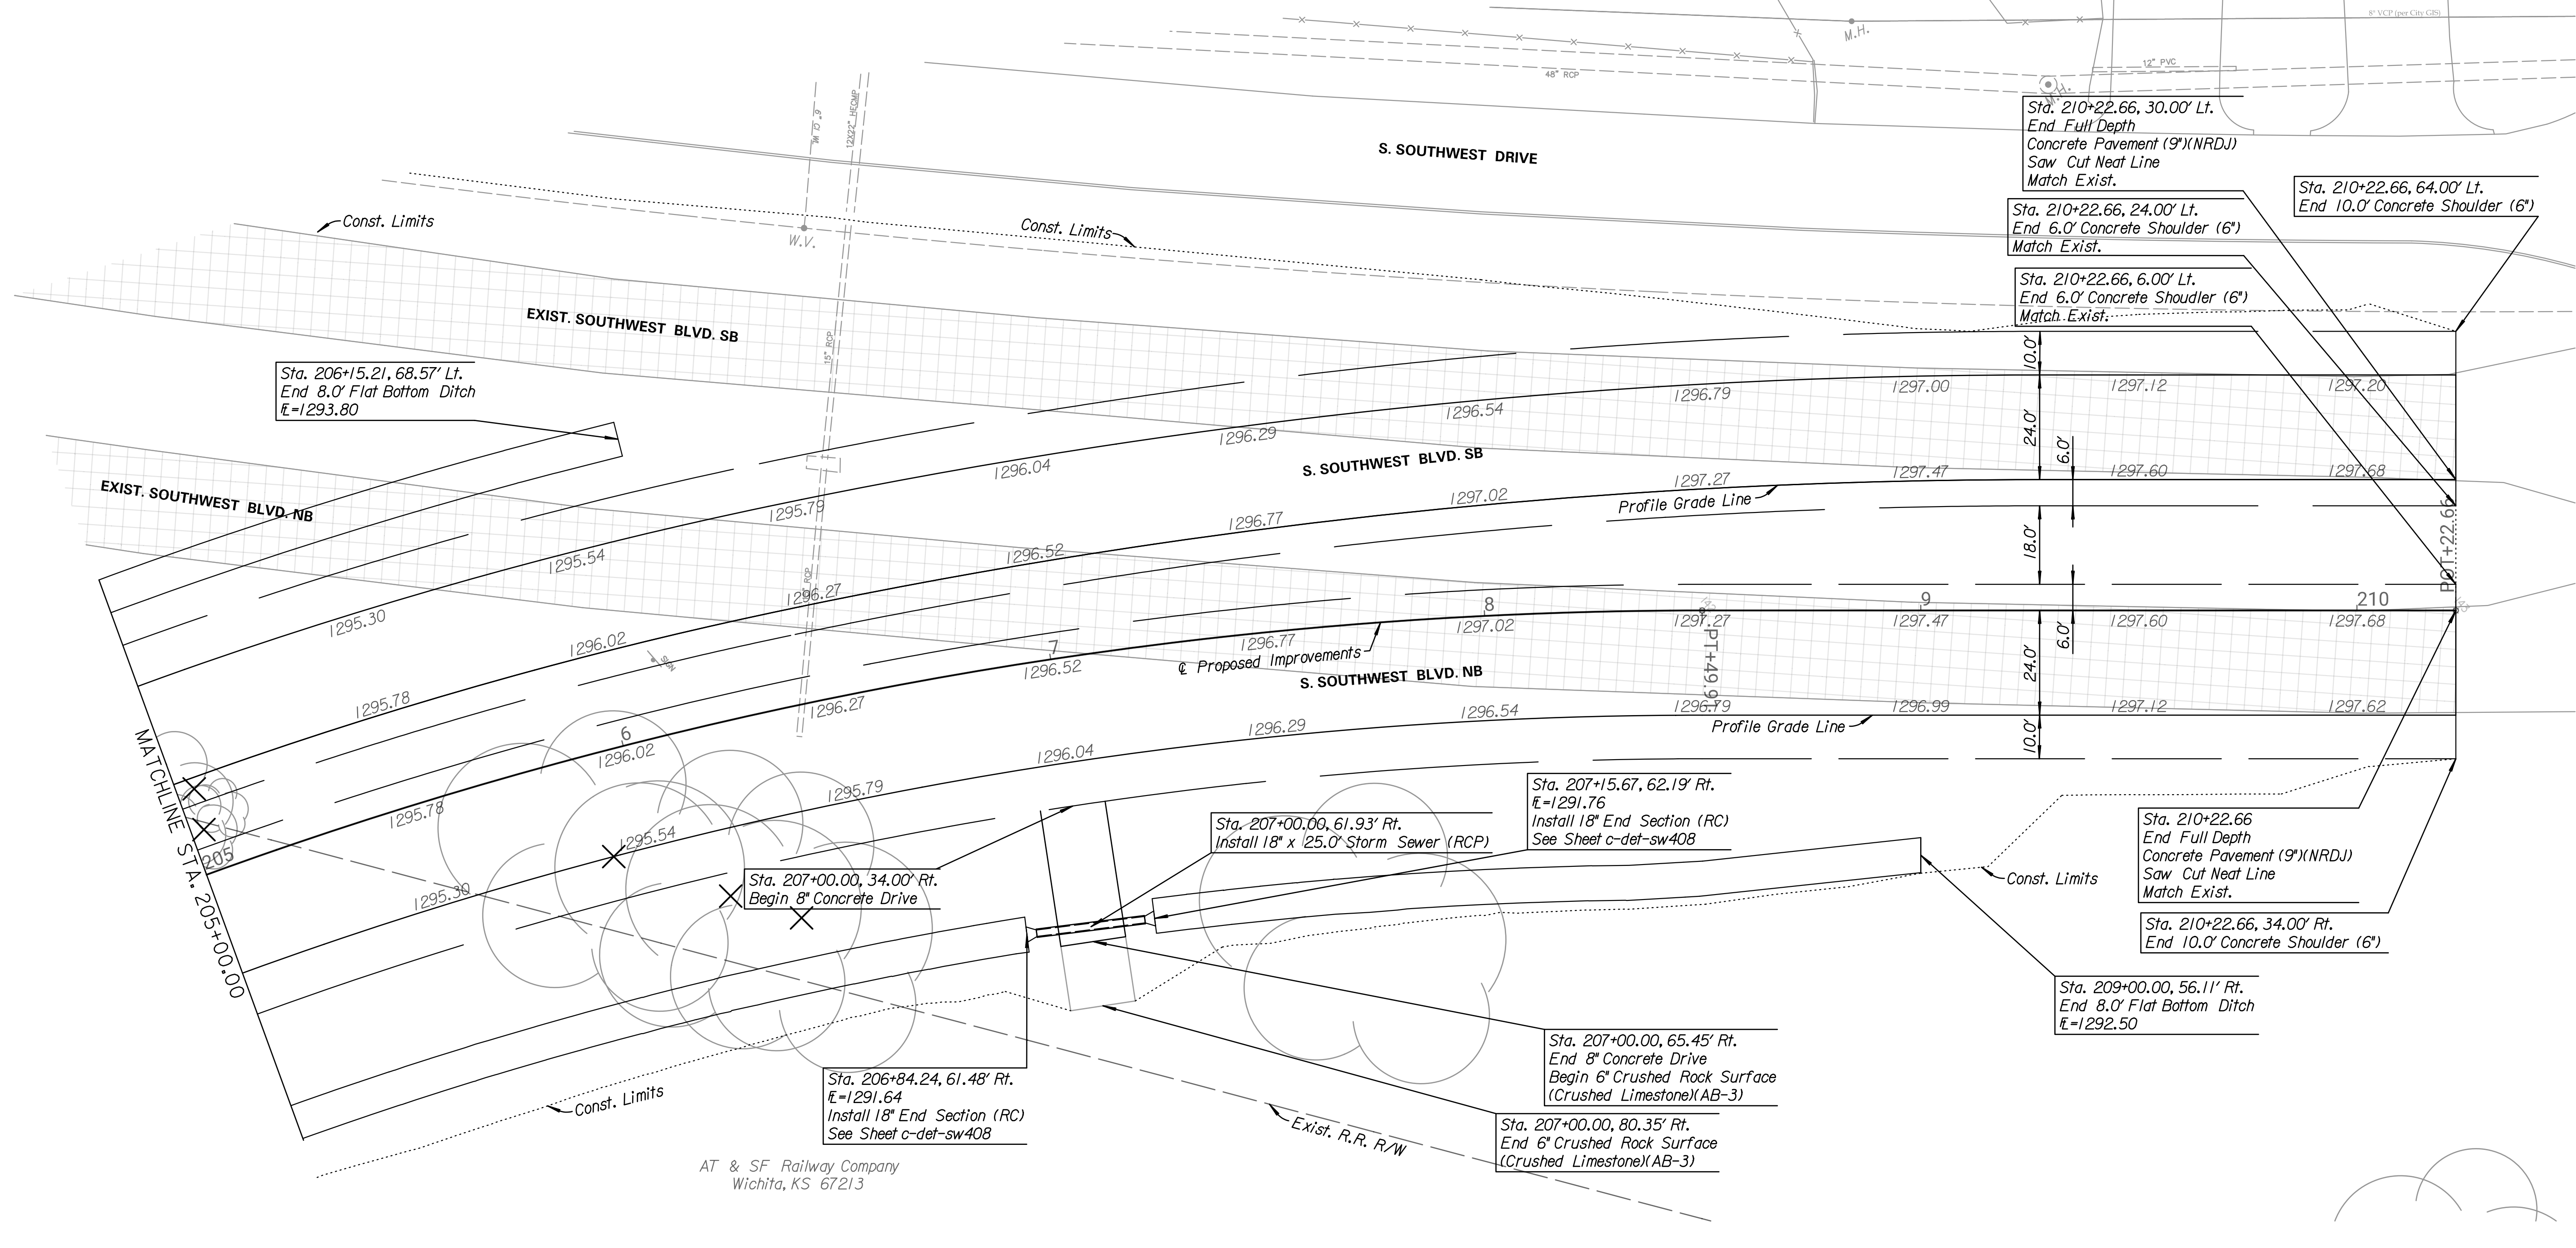 8" VCP (per City GIS)
M.H.
12" PVC
48" RCP
M.H.
6" CI WL
12X22" HECMP
Sta. 210+22.66, 30.00' Lt.
End Full Depth
Concrete Pavement (9")(NRDJ)
Saw Cut Neat Line
Match Exist.
S. SOUTHWEST DRIVE
Sta. 210+22.66, 64.00' Lt.
End 10.0' Concrete Shoulder (6")
Sta. 210+22.66, 24.00' Lt.
End 6.0' Concrete Shoulder (6")
Match Exist.
Const. Limits
Const. Limits
W.V.
Sta. 210+22.66, 6.00' Lt.
End 6.0' Concrete Shoudler (6")
Match Exist.
EXIST. SOUTHWEST BLVD. SB
15" RCP
10.0'
Sta. 206+15.21, 68.57' Lt.
End 8.0' Flat Bottom Ditch
℄=1293.80
1295.30
1295.54
1295.79
1296.04
1296.29
1296.54
1296.79
1297.00
1297.12
1297.20
24.0'
6.0'
S. SOUTHWEST BLVD. SB
EXIST. SOUTHWEST BLVD. NB
1295.78
1296.02
1296.27
1296.52
1296.77
1297.02
1297.27
1297.47
1297.60
1297.68
Profile Grade Line
18.0'
POT+22.66
RCP
SIGN
205
6
7
8
9
210
1295.78
1296.02
1296.27
1296.52
1296.77
1297.02
1297.27
1297.47
1297.60
1297.68
℄ Proposed Improvements
PT+49.91
S. SOUTHWEST BLVD. NB
24.0'
6.0'
1295.30
1295.54
1295.79
1296.04
1296.29
1296.54
1296.79
1296.99
1297.12
1297.62
Profile Grade Line
10.0'
MATCHLINE STA. 205+00.00
Sta. 207+00.00, 34.00' Rt.
Begin 8" Concrete Drive
Sta. 207+00.00, 61.93' Rt.
Install 18" x 25.0' Storm Sewer (RCP)
Sta. 207+15.67, 62.19' Rt.
℄=1291.76
Install 18" End Section (RC)
See Sheet c-det-sw408
Sta. 210+22.66
End Full Depth
Concrete Pavement (9")(NRDJ)
Saw Cut Neat Line
Match Exist.
Const. Limits
Sta. 210+22.66, 34.00' Rt.
End 10.0' Concrete Shoulder (6")
Sta. 209+00.00, 56.11' Rt.
End 8.0' Flat Bottom Ditch
℄=1292.50
Sta. 207+00.00, 65.45' Rt.
End 8" Concrete Drive
Begin 6" Crushed Rock Surface
(Crushed Limestone)(AB-3)
Sta. 206+84.24, 61.48' Rt.
℄=1291.64
Install 18" End Section (RC)
See Sheet c-det-sw408
Const. Limits
Exist. R.R. R/W
Sta. 207+00.00, 80.35' Rt.
End 6" Crushed Rock Surface
(Crushed Limestone)(AB-3)
AT & SF Railway Company
Wichita, KS 67213